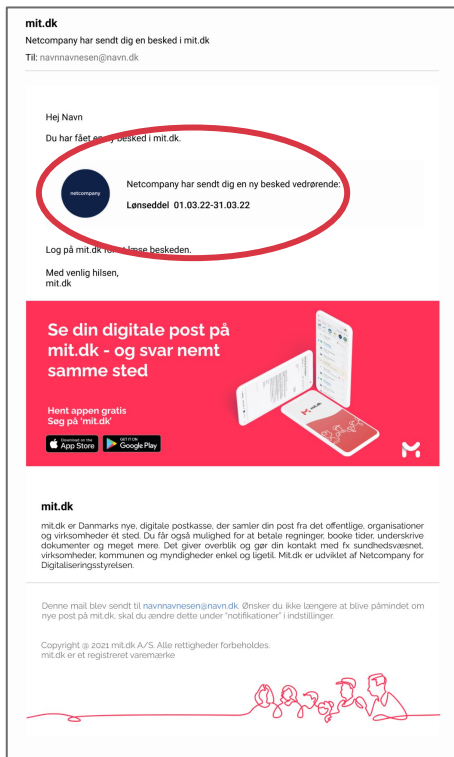 mit.dk
Netcompany har sendt dig en besked i mit.dk
Til: navnnavnesen@navn.dk
Hej Navn
Du har fået en ny besked i mit.dk.
netcompany
Netcompany har sendt dig en ny besked vedrørende:
Lønseddel 01.03.22-31.03.22
Log på mit.dk for at læse beskeden.
Med venlig hilsen,
mit.dk
Se din digitale post på
mit.dk - og svar nemt
samme sted
Hent appen gratis
Søg på 'mit.dk'
Download on the
App Store
GET IT ON
Google Play
mit.dk
mit.dk
mit.dk er Danmarks nye, digitale postkasse, der samler din post fra det offentlige, organisationer
og virksomheder ét sted. Du får også mulighed for at betale regninger, booke tider, underskrive
dokumenter og meget mere. Det giver overblik og gør din kontakt med fx sundhedsvæsnet,
virksomheder, kommunen og myndigheder enkel og ligetil. Mit.dk er udviklet af Netcompany for
Digitaliseringsstyrelsen.
Denne mail blev sendt til navnnavnesen@navn.dk. Ønsker du ikke længere at blive påmindet om
ny post på mit.dk, skal du ændre dette under "notifikationer" i indstillinger.
Copyright @ 2021 mit.dk A/S. Alle rettigheder forbeholdes.
mit.dk er et registreret varemærke